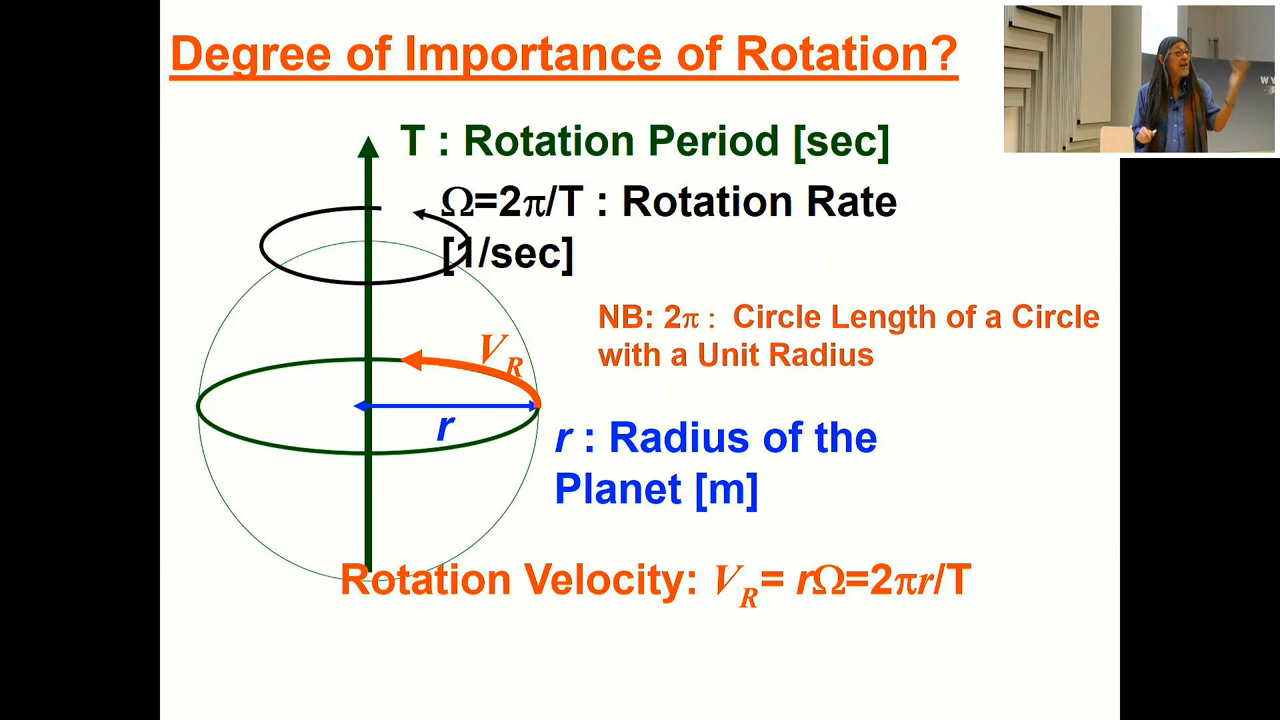 Degree of Importance of Rotation?
T : Rotation Period [sec]
Ω=2π/T : Rotation Rate
[1/sec]
NB: 2π : Circle Length of a Circle
with a Unit Radius
V_R
r
r : Radius of the
Planet [m]
Rotation Velocity: V_R= rΩ=2πr/T